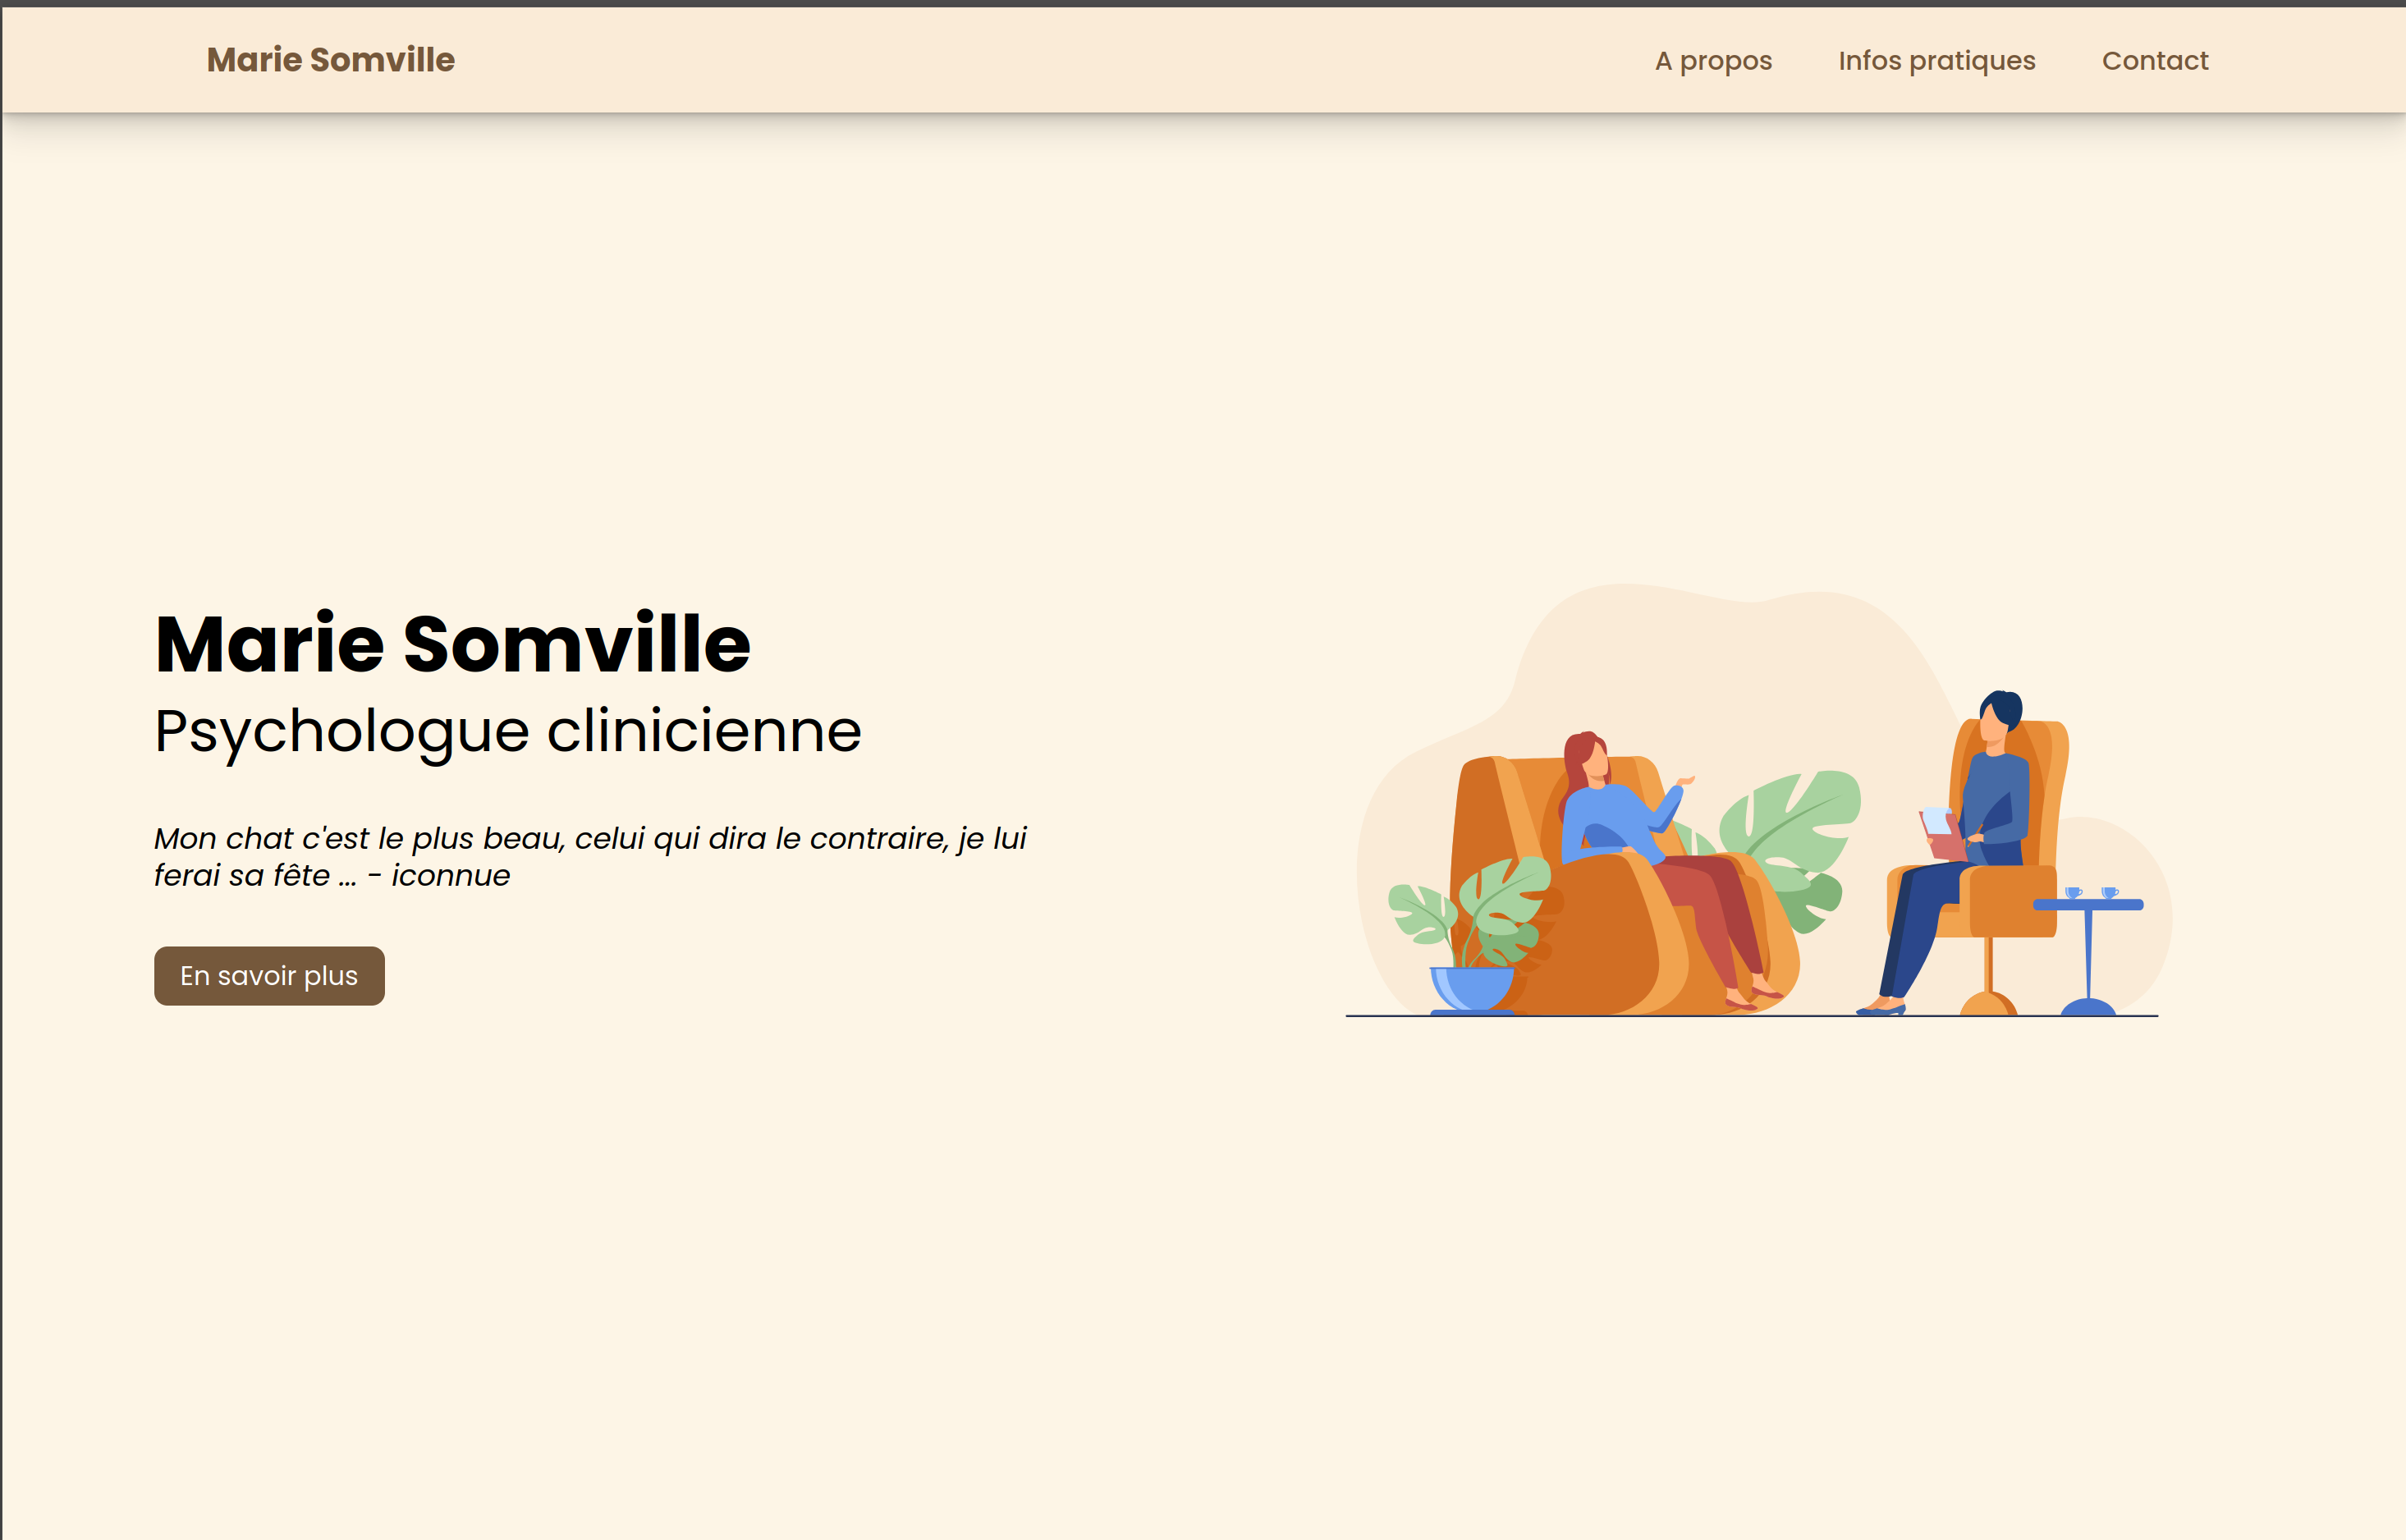 Marie Somville
A propos
Infos pratiques
Contact
Marie Somville
Psychologue clinicienne
Mon chat c'est le plus beau, celui qui dira le contraire, je lui
ferai sa fête ... - iconnue
En savoir plus